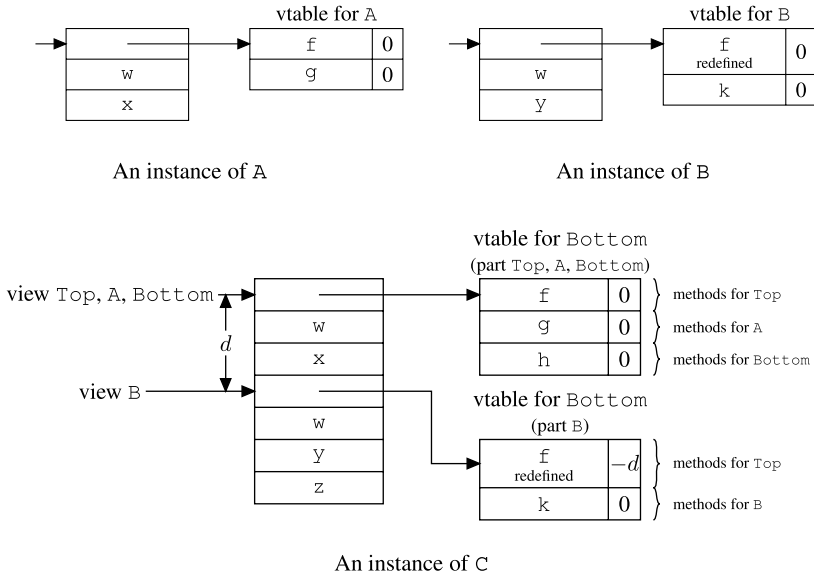 vtable for A
f 0
g 0
w
x
An instance of A
vtable for B
f 0
redefined
k 0
w
y
An instance of B
vtable for Bottom
(part Top, A, Bottom)
view Top, A, Bottom
f 0 methods for Top
w
g 0 methods for A
d
x
h 0 methods for Bottom
view B
vtable for Bottom
(part B)
w
y
f −d methods for Top
redefined
z
k 0 methods for B
An instance of C